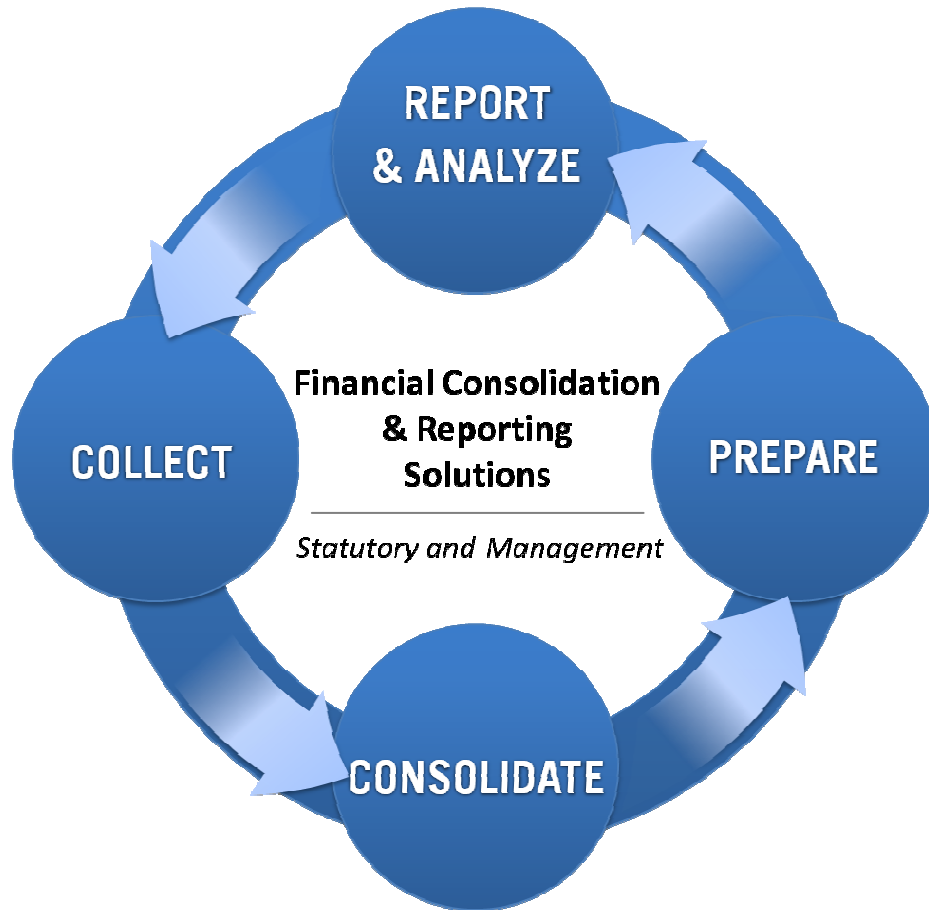 REPORT
& ANALYZE
Financial Consolidation
& Reporting
Solutions
Statutory and Management
COLLECT
PREPARE
CONSOLIDATE